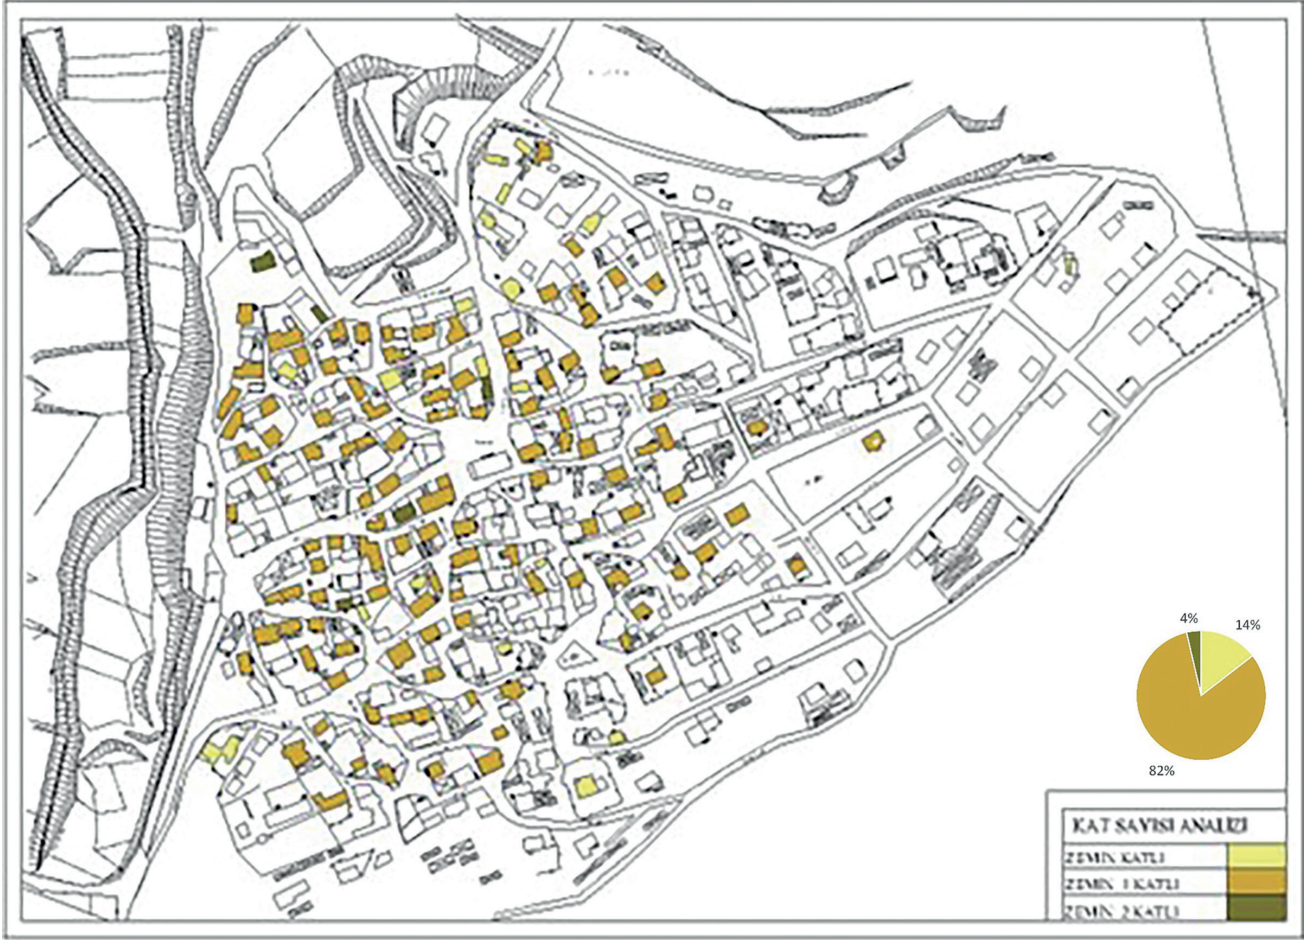 4%
14%
82%
KAT SAYISI ANALİZİ
ZEMİN KATLI
ZEMİN 1 KATLI
ZEMİN 2 KATLI